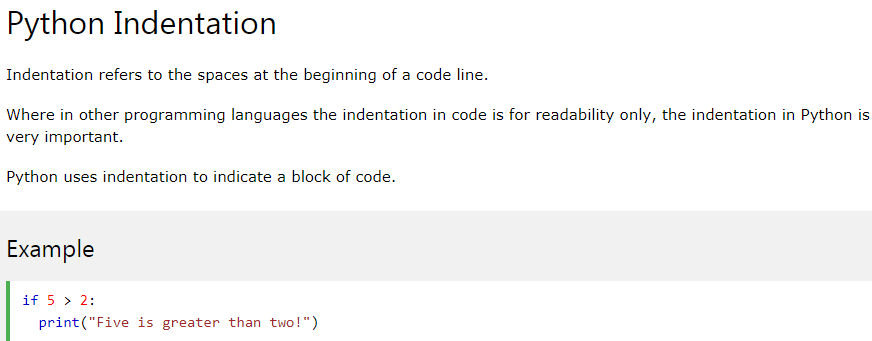 Python Indentation
Indentation refers to the spaces at the beginning of a code line.
Where in other programming languages the indentation in code is for readability only, the indentation in Python is
very important.
Python uses indentation to indicate a block of code.
Example
if 5 > 2:
  print("Five is greater than two!")